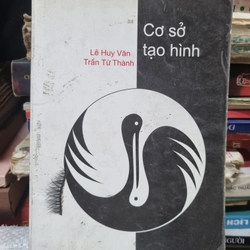 Cơ sở
tạo hình
Lê Huy Văn
Trần Từ Thành